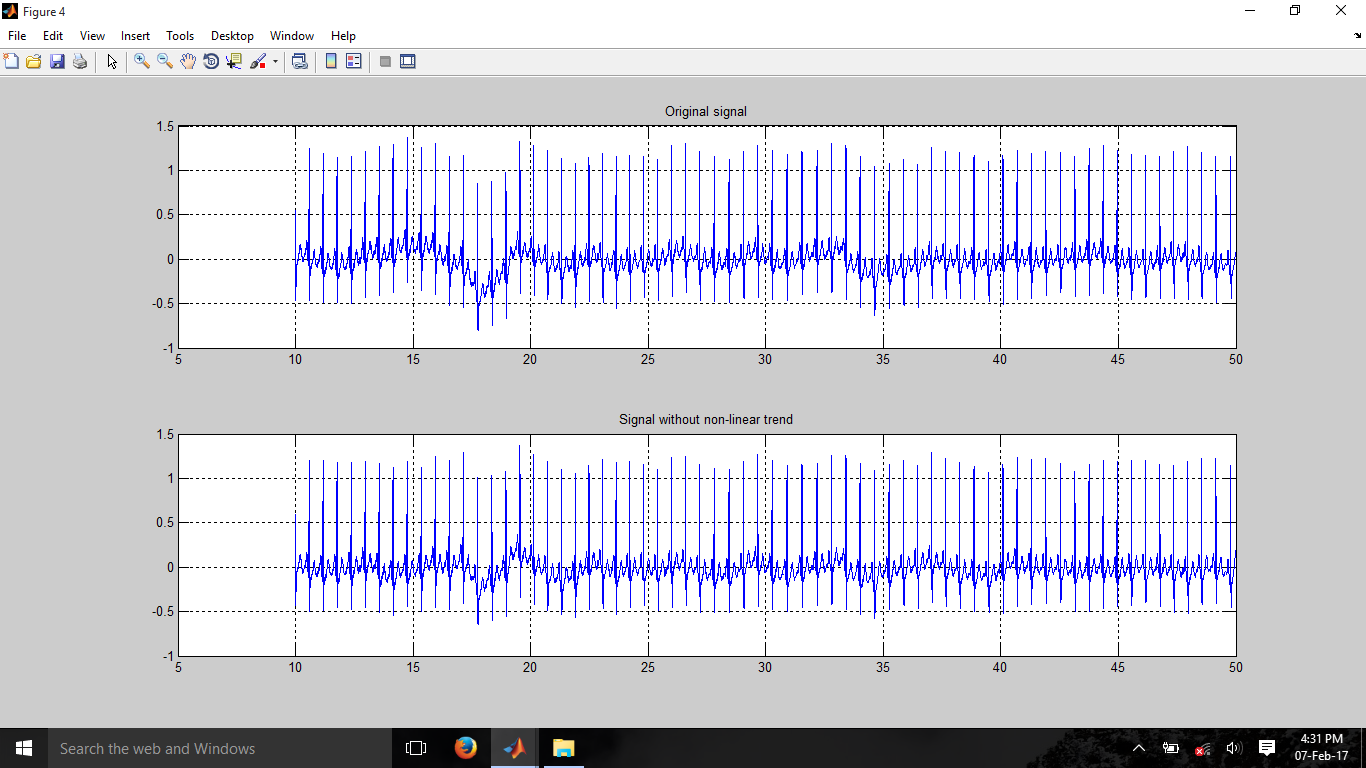 Figure 4
File Edit View Insert Tools Desktop Window Help
Original signal
1.5
1
0.5
0
-0.5
-1
5 10 15 20 25 30 35 40 45 50
Signal without non-linear trend
1.5
1
0.5
0
-0.5
-1
5 10 15 20 25 30 35 40 45 50
Search the web and Windows
4:31 PM
07-Feb-17